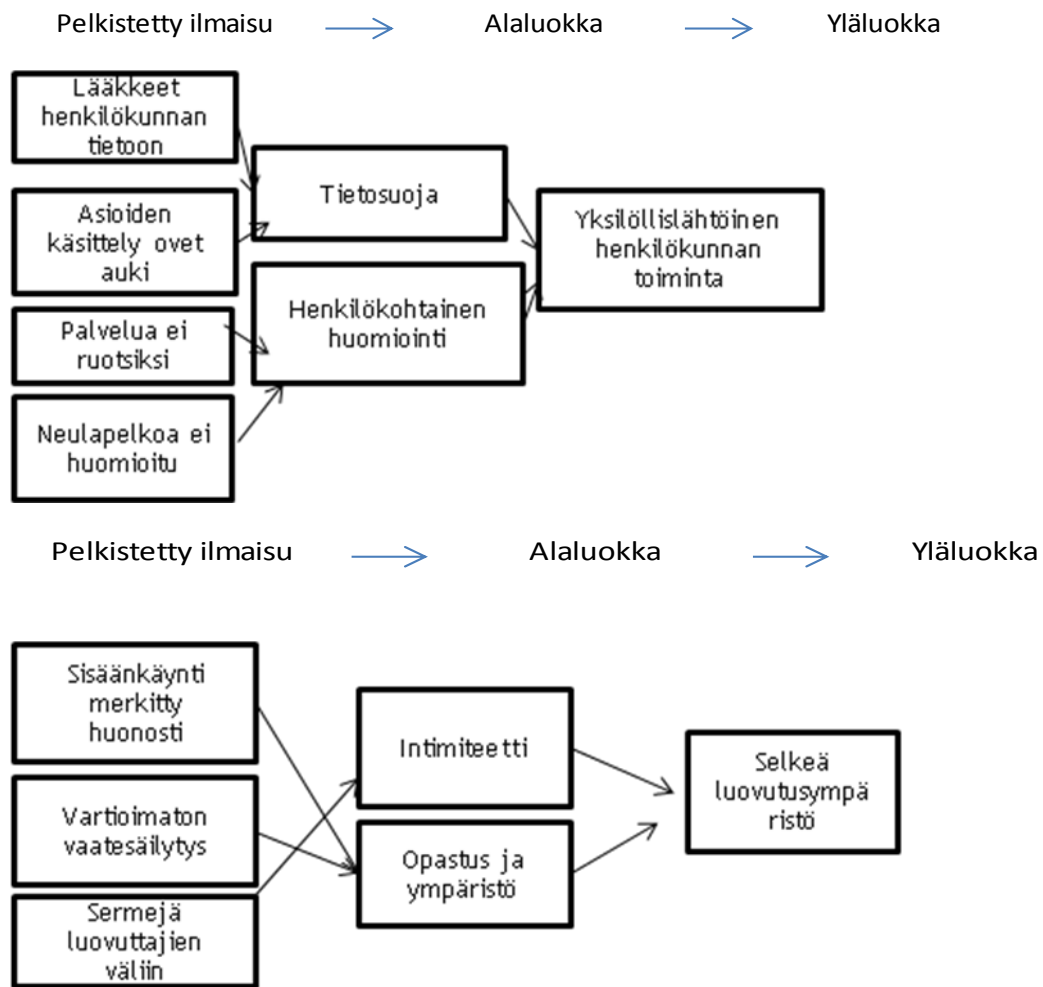 Pelkistetty ilmaisu Alaluokka Yläluokka
Lääkkeet
henkilökunnan
tietoon
Tietosuoja
Asioiden
käsittely ovet
auki
Yksilöllislähtöinen
henkilökunnan
toiminta
Henkilökohtainen
huomiointi
Palvelua ei
ruotsiksi
Neulapelkoa ei
huomioitu
Pelkistetty ilmaisu Alaluokka Yläluokka
Sisäänkäynti
merkitty
huonosti
Intimiteetti
Selkeä
luovutusympä
ristö
Vartioimaton
vaatesäilytys
Opastus ja
ympäristö
Sermejä
luovuttajien
väliin